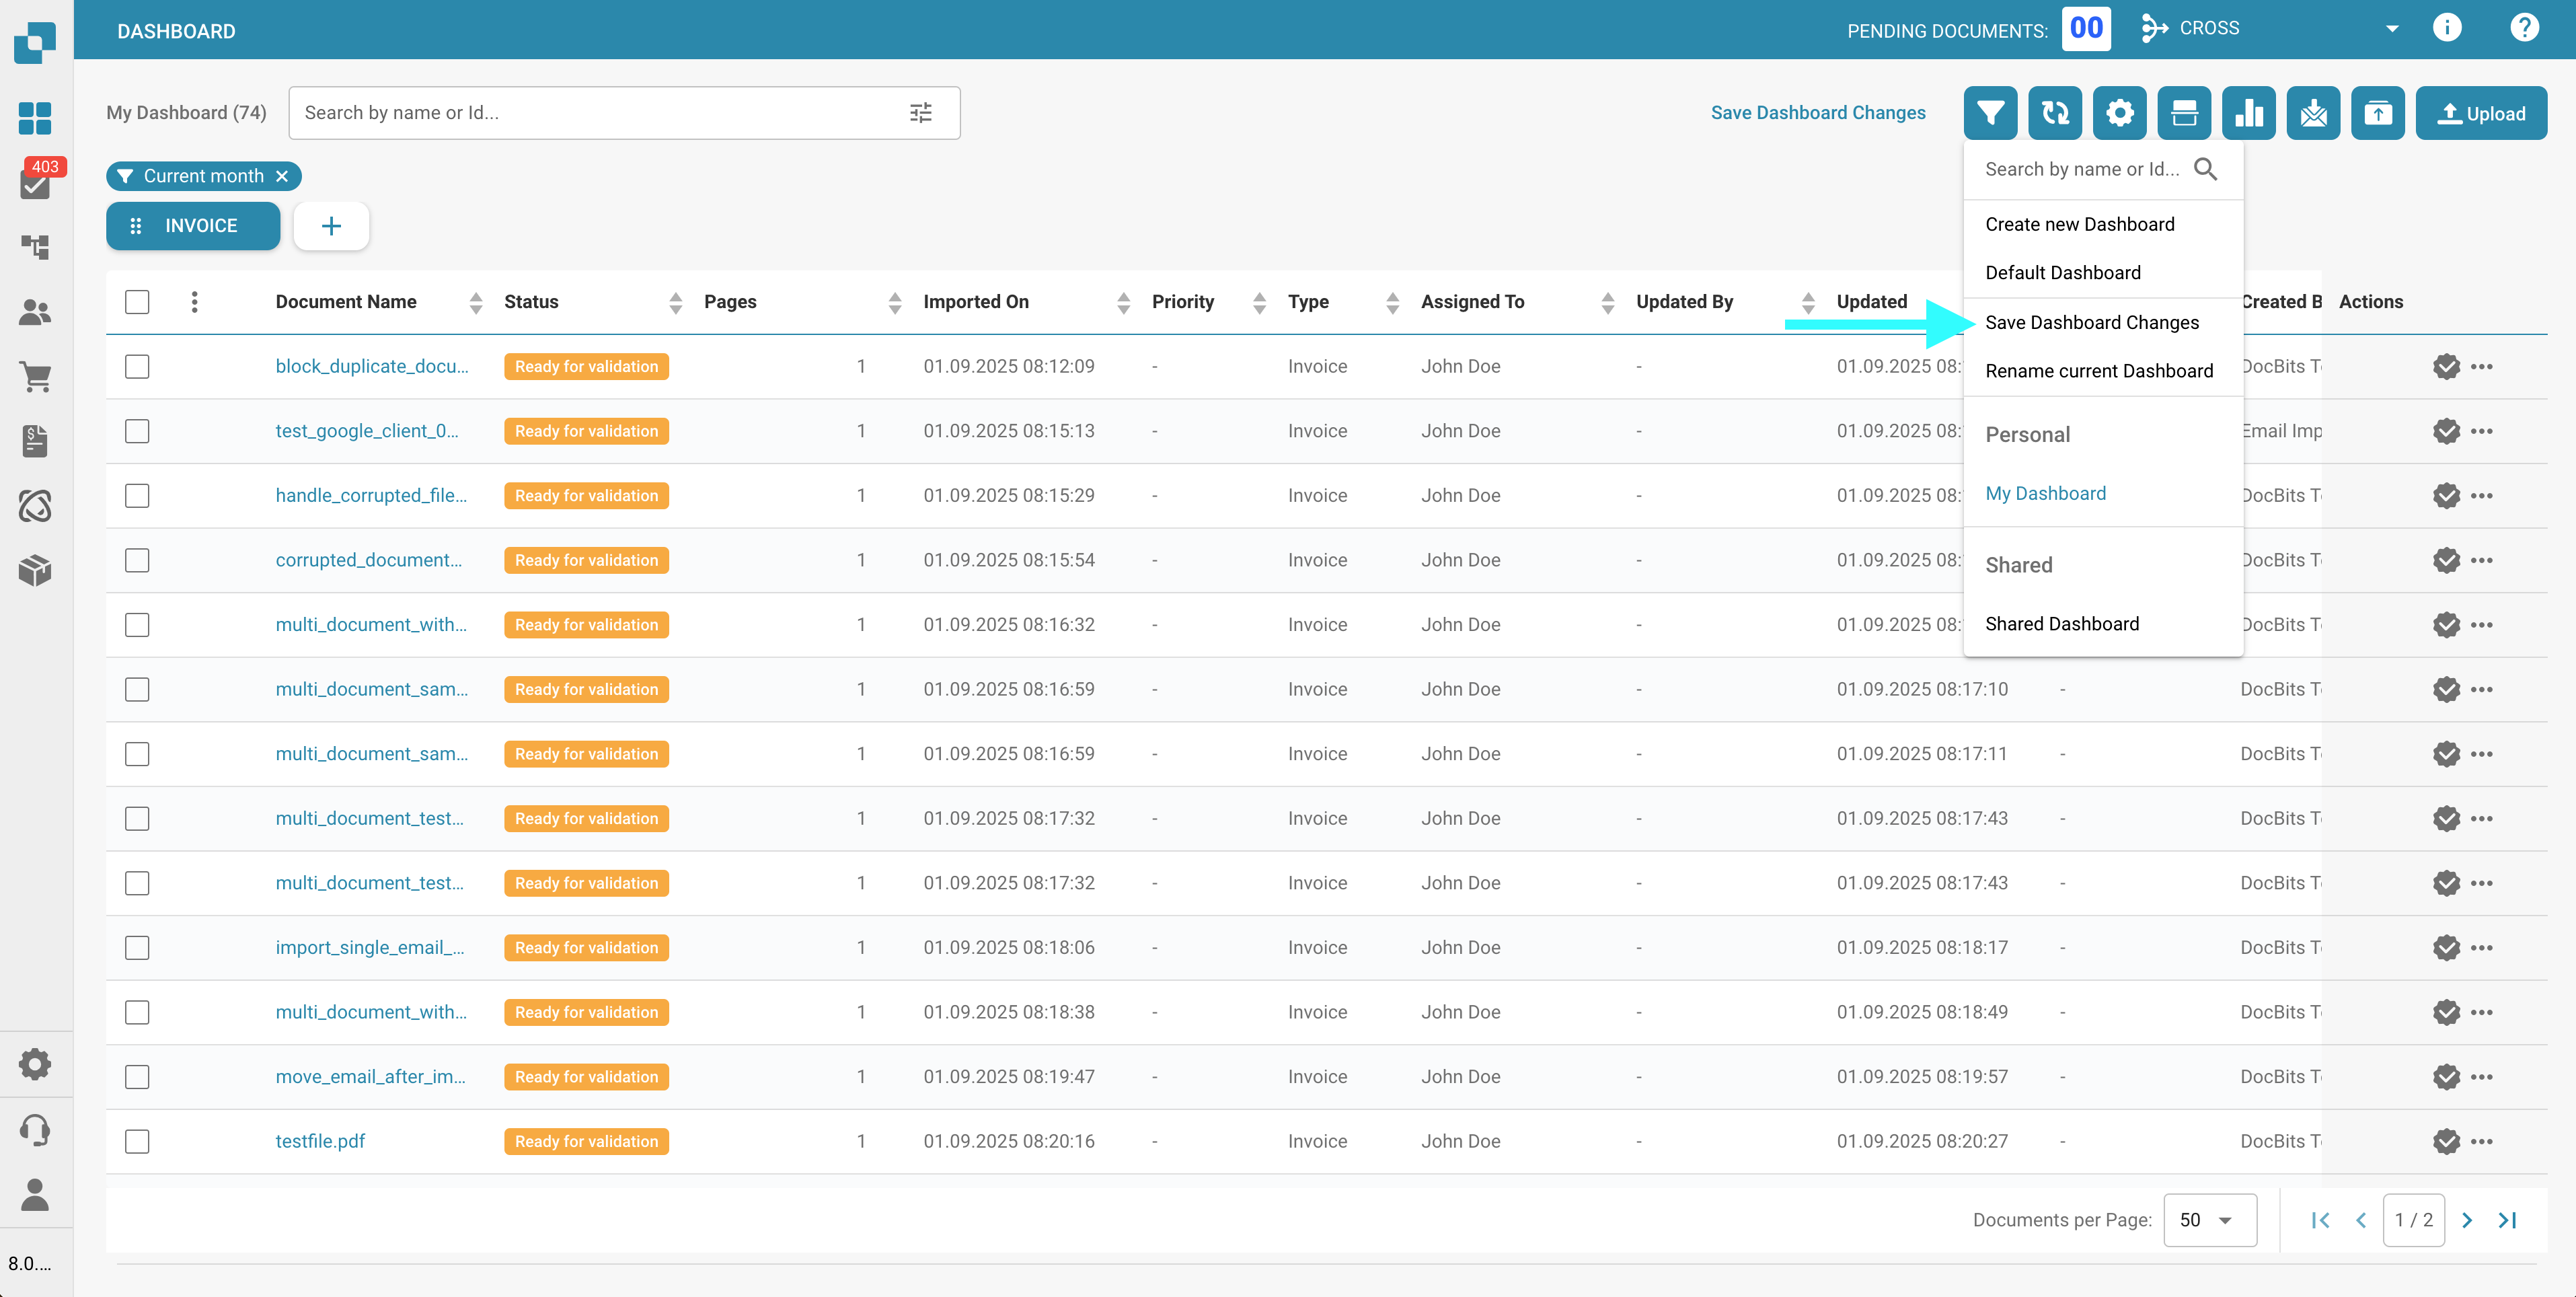 DASHBOARD
PENDING DOCUMENTS: 00
CROSS
My Dashboard (74)
Search by name or Id...
Save Dashboard Changes
Upload
403
Current month
INVOICE
Search by name or Id...
Create new Dashboard
Default Dashboard
Save Dashboard Changes
Rename current Dashboard
Personal
My Dashboard
Shared
Shared Dashboard
Document Name Status Pages Imported On Priority Type Assigned To Updated By Updated Created B Actions
block_duplicate_docu... Ready for validation 1 01.09.2025 08:12:09 - Invoice John Doe - 01.09.2025 08: DocBits T
test_google_client_0... Ready for validation 1 01.09.2025 08:15:13 - Invoice John Doe - 01.09.2025 08: Email Imp
handle_corrupted_file... Ready for validation 1 01.09.2025 08:15:29 - Invoice John Doe - 01.09.2025 08: DocBits T
corrupted_document... Ready for validation 1 01.09.2025 08:15:54 - Invoice John Doe - 01.09.2025 08: DocBits T
multi_document_with... Ready for validation 1 01.09.2025 08:16:32 - Invoice John Doe - 01.09.2025 08: DocBits T
multi_document_sam... Ready for validation 1 01.09.2025 08:16:59 - Invoice John Doe - 01.09.2025 08:17:10 - DocBits T
multi_document_sam... Ready for validation 1 01.09.2025 08:16:59 - Invoice John Doe - 01.09.2025 08:17:11 - DocBits T
multi_document_test... Ready for validation 1 01.09.2025 08:17:32 - Invoice John Doe - 01.09.2025 08:17:43 - DocBits T
multi_document_test... Ready for validation 1 01.09.2025 08:17:32 - Invoice John Doe - 01.09.2025 08:17:43 - DocBits T
import_single_email_... Ready for validation 1 01.09.2025 08:18:06 - Invoice John Doe - 01.09.2025 08:18:17 - DocBits T
multi_document_with... Ready for validation 1 01.09.2025 08:18:38 - Invoice John Doe - 01.09.2025 08:18:49 - DocBits T
move_email_after_im... Ready for validation 1 01.09.2025 08:19:47 - Invoice John Doe - 01.09.2025 08:19:57 - DocBits T
testfile.pdf Ready for validation 1 01.09.2025 08:20:16 - Invoice John Doe - 01.09.2025 08:20:27 - DocBits T
Documents per Page: 50 1 / 2
8.0....